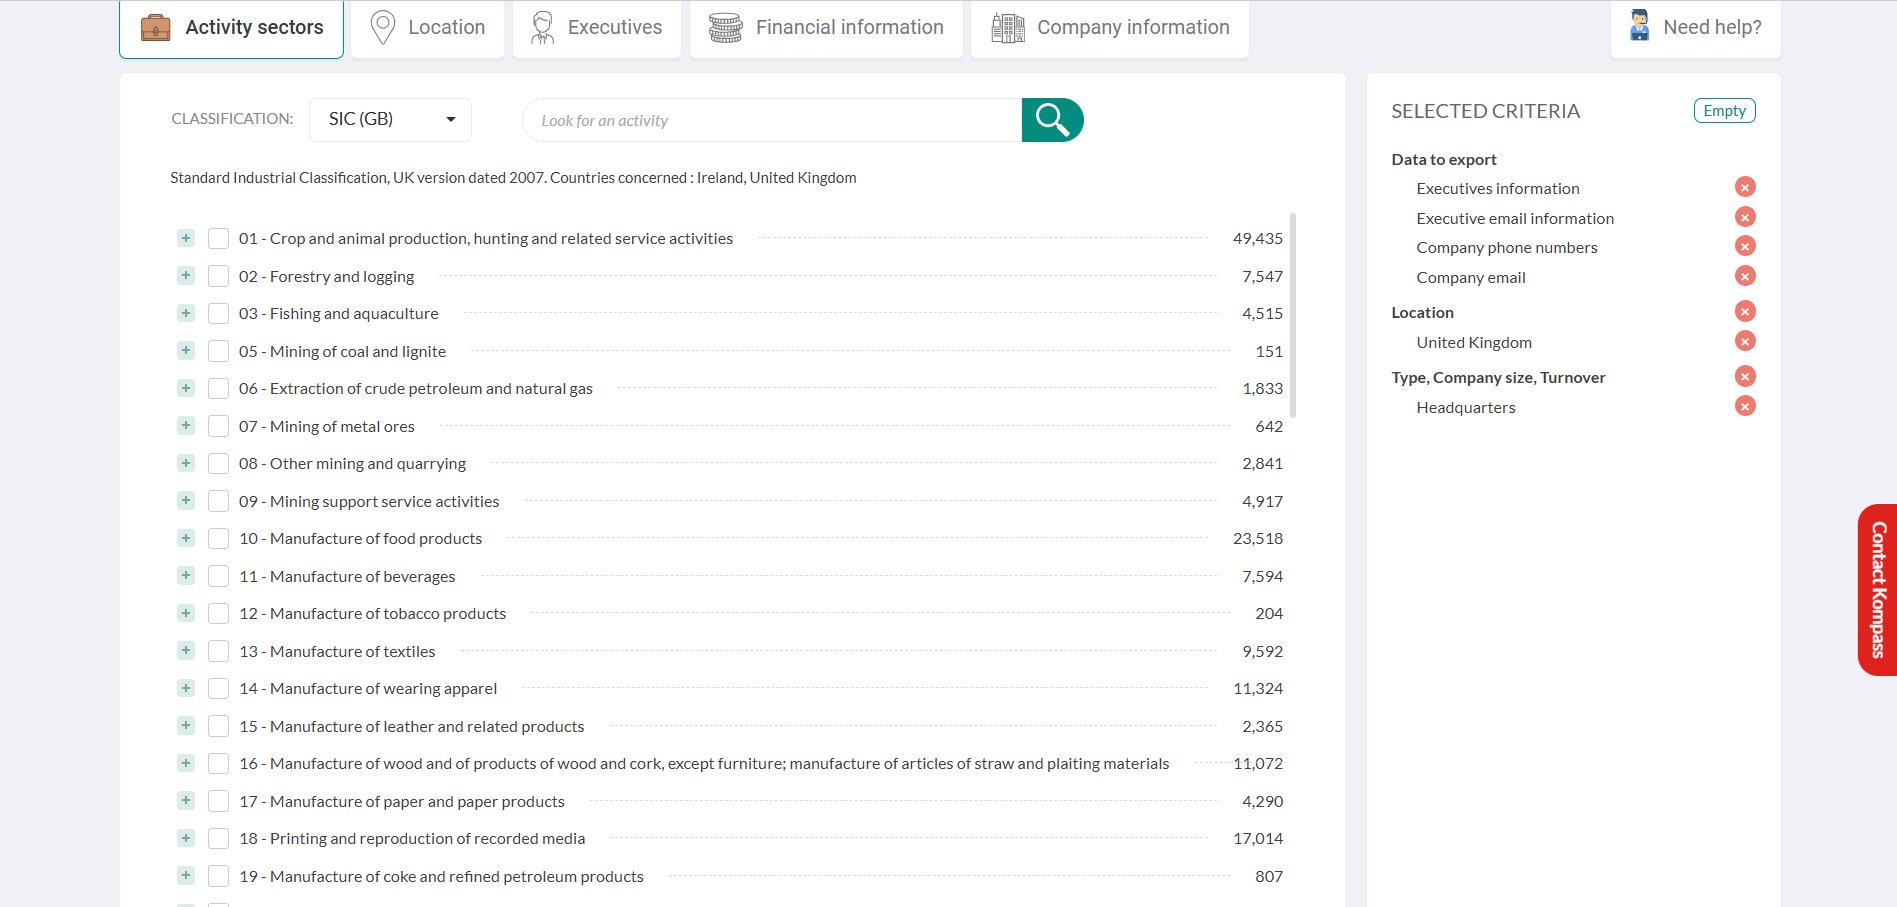 Activity sectors
Location
Executives
Financial information
Company information
Need help?
CLASSIFICATION:
SIC (GB)
Look for an activity
Standard Industrial Classification, UK version dated 2007. Countries concerned : Ireland, United Kingdom
01 - Crop and animal production, hunting and related service activities 49,435
02 - Forestry and logging 7,547
03 - Fishing and aquaculture 4,515
05 - Mining of coal and lignite 151
06 - Extraction of crude petroleum and natural gas 1,833
07 - Mining of metal ores 642
08 - Other mining and quarrying 2,841
09 - Mining support service activities 4,917
10 - Manufacture of food products 23,518
11 - Manufacture of beverages 7,594
12 - Manufacture of tobacco products 204
13 - Manufacture of textiles 9,592
14 - Manufacture of wearing apparel 11,324
15 - Manufacture of leather and related products 2,365
16 - Manufacture of wood and of products of wood and cork, except furniture; manufacture of articles of straw and plaiting materials 11,072
17 - Manufacture of paper and paper products 4,290
18 - Printing and reproduction of recorded media 17,014
19 - Manufacture of coke and refined petroleum products 807
SELECTED CRITERIA
Empty
Data to export
Executives information
Executive email information
Company phone numbers
Company email
Location
United Kingdom
Type, Company size, Turnover
Headquarters
Contact Kompass